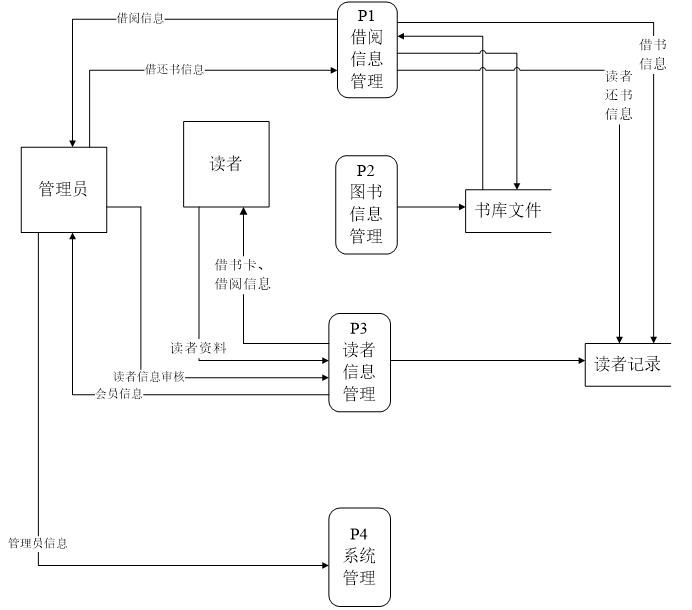 借阅信息
P1
借阅
信息
管理
借书
信息
借还书信息
读者
还书
信息
读者
管理员
P2
图书
信息
管理
书库文件
借书卡、
借阅信息
P3
读者
信息
管理
读者资料
读者信息审核
会员信息
读者记录
管理员信息
P4
系统
管理